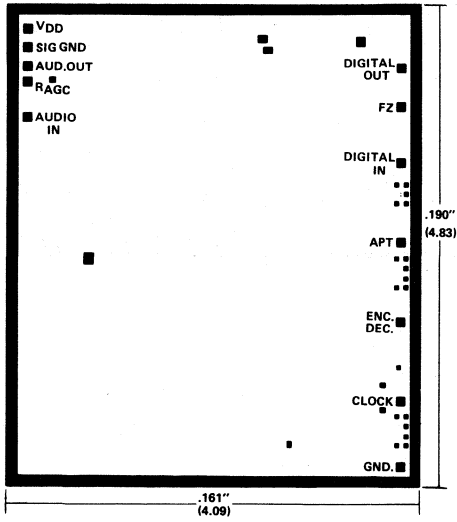 VDD
SIG GND
AUD.OUT
RAGC
AUDIO
IN
DIGITAL
OUT
FZ
DIGITAL
IN
APT
ENC.
DEC.
CLOCK
GND.
.190"
(4.83)
.161"
(4.09)